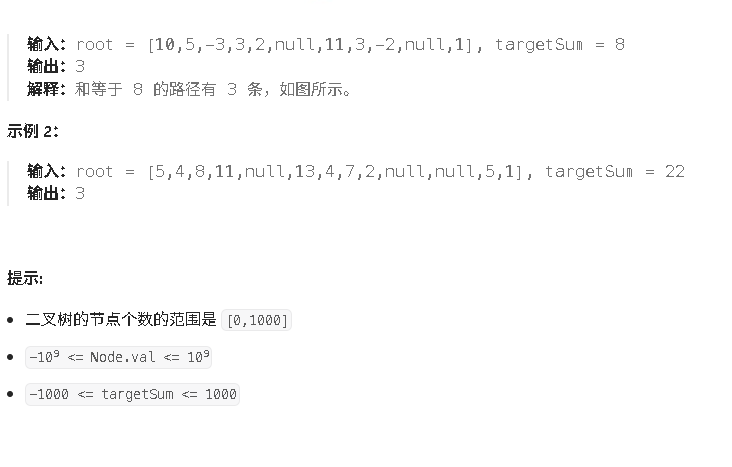 输入：root = [10,5,-3,3,2,null,11,3,-2,null,1], targetSum = 8
输出：3
解释：和等于 8 的路径有 3 条，如图所示。
示例 2：
输入：root = [5,4,8,11,null,13,4,7,2,null,null,5,1], targetSum = 22
输出：3
提示:
• 二叉树的节点个数的范围是 [0,1000]
• -10⁹ <= Node.val <= 10⁹
• -1000 <= targetSum <= 1000